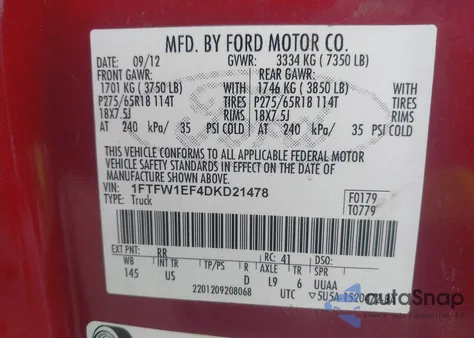 MFD. BY FORD MOTOR CO.
DATE: 09/12 GVWR: 3334 KG ( 7350 LB)
FRONT GAWR: REAR GAWR:
1701 KG ( 3750 LB) 1746 KG ( 3850 LB)
P275/65R18 114T TIRES P275/65R18 114T TIRES
18X7.5J RIMS 18X7.5J RIMS
AT 240 kPa/ 35 PSI COLD AT 240 kPa/ 35 PSI COLD
THIS VEHICLE CONFORMS TO ALL APPLICABLE FEDERAL MOTOR
VEHICLE SAFETY STANDARDS IN EFFECT ON THE DATE OF
MANUFACTURE SHOWN ABOVE.
VIN: 1FTFW1EF4DKD21478
TYPE: Truck
F0179
T0779
EXT PNT: RR RC: 41 DSO:
WB INT TR TP/PS R AXLE TR SPR
145 US D L9 6 UUAA
2201209208068 UTC
autoSnap